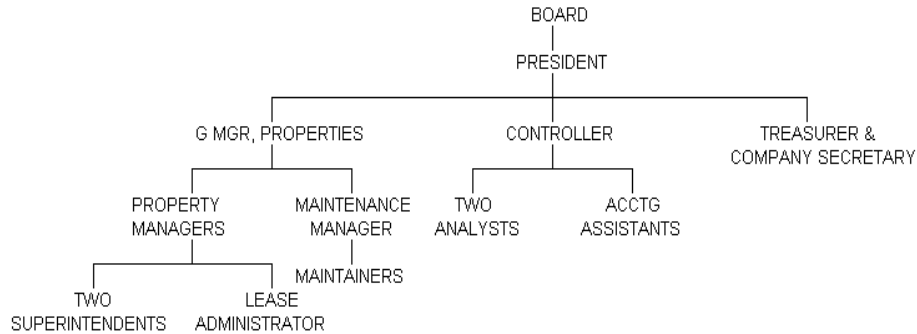 BOARD
PRESIDENT
G MGR, PROPERTIES
CONTROLLER
TREASURER &
COMPANY SECRETARY
PROPERTY
MANAGERS
MAINTENANCE
MANAGER
TWO
ANALYSTS
ACCTG
ASSISTANTS
MAINTAINERS
TWO
SUPERINTENDENTS
LEASE
ADMINISTRATOR